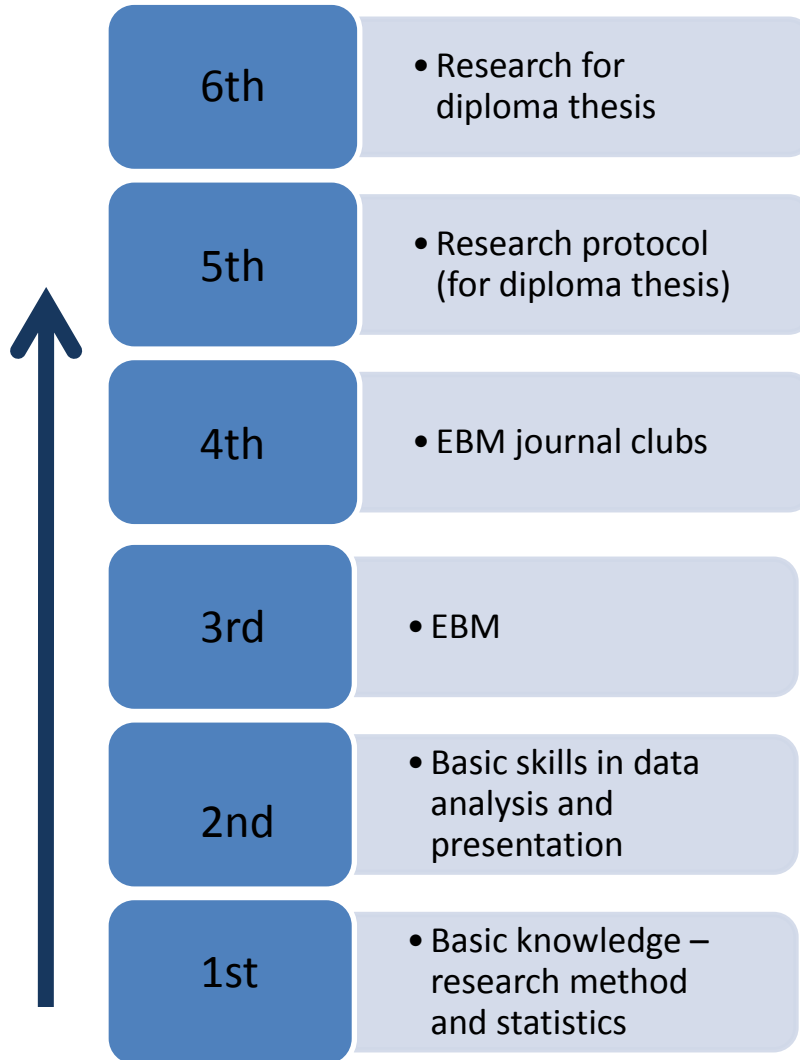 6th
• Research for
diploma thesis
5th
• Research protocol
(for diploma thesis)
4th
• EBM journal clubs
3rd
• EBM
2nd
• Basic skills in data
analysis and
presentation
1st
• Basic knowledge –
research method
and statistics